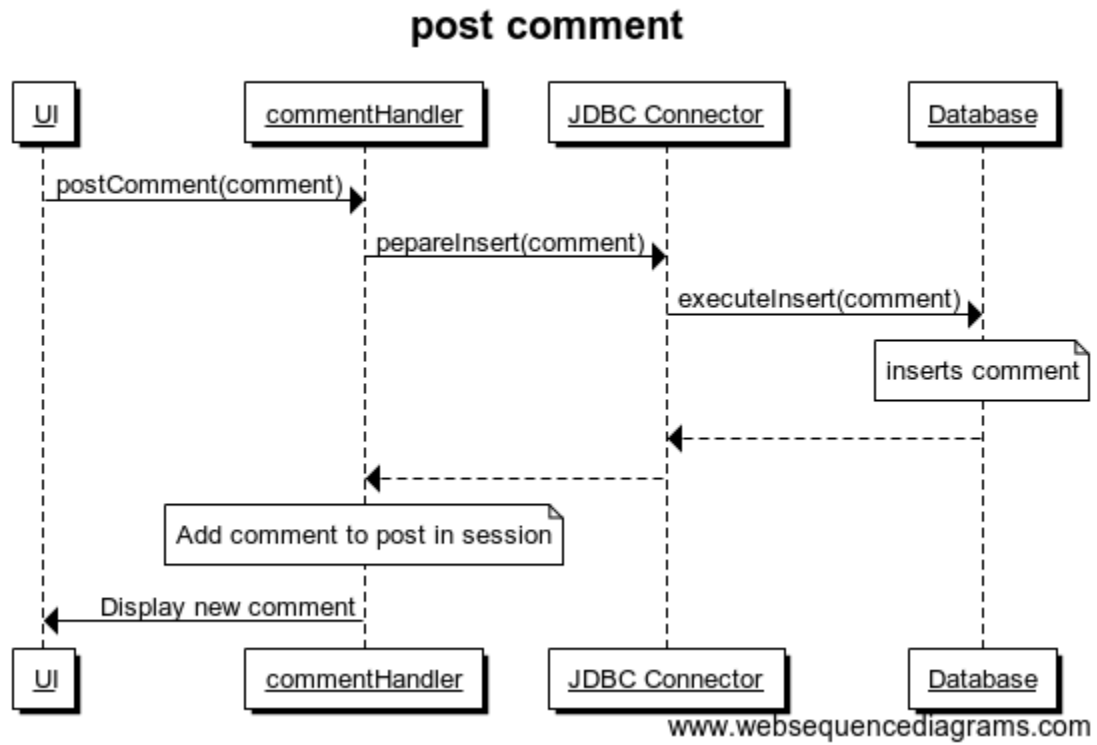 post comment
UI
commentHandler
JDBC Connector
Database
postComment(comment)
pepareInsert(comment)
executeInsert(comment)
inserts comment
Add comment to post in session
Display new comment
UI
commentHandler
JDBC Connector
Database
www.websequencediagrams.com